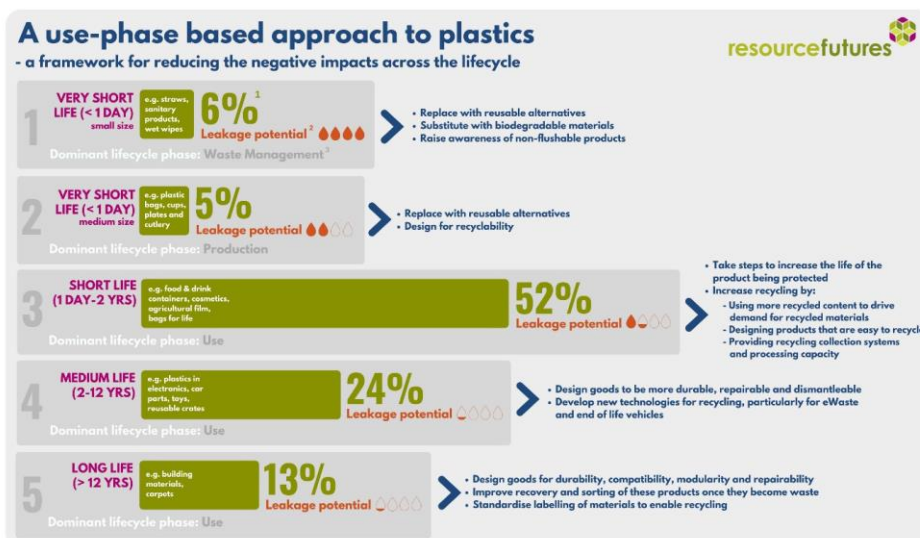 A use-phase based approach to plastics
- a framework for reducing the negative impacts across the lifecycle
resourcefutures
1
VERY SHORT
LIFE (<1 DAY)
small size
e.g. straws,
sanitary
products,
wet wipes
6% 1
Leakage potential 2
Dominant lifecycle phase: Waste Management 3
• Replace with reusable alternatives
• Substitute with biodegradable materials
• Raise awareness of non-flushable products
2
VERY SHORT
LIFE (<1 DAY)
medium size
e.g. plastic
bags, cups,
plates and
cutlery
5%
Leakage potential
Dominant lifecycle phase: Production
• Replace with reusable alternatives
• Design for recyclability
3
SHORT LIFE
(1 DAY-2 YRS)
e.g. food & drink
containers, cosmetics,
agricultural film,
bags for life
52%
Leakage potential
Dominant lifecycle phase: Use
• Take steps to increase the life of the
product being protected
• Increase recycling by:
- Using more recycled content to drive
demand for recycled materials
- Designing products that are easy to recycle
- Providing recycling collection systems
and processing capacity
4
MEDIUM LIFE
(2-12 YRS)
e.g. plastics in
electronics, car
parts, toys,
reusable crates
24%
Leakage potential
Dominant lifecycle phase: Use
• Design goods to be more durable, repairable and dismantleable
• Develop new technologies for recycling, particularly for eWaste
and end of life vehicles
5
LONG LIFE
(> 12 YRS)
e.g. building
materials,
carpets
13%
Leakage potential
Dominant lifecycle phase: Use
• Design goods for durability, compatibility, modularity and repairability
• Improve recovery and sorting of these products once they become waste
• Standardise labelling of materials to enable recycling